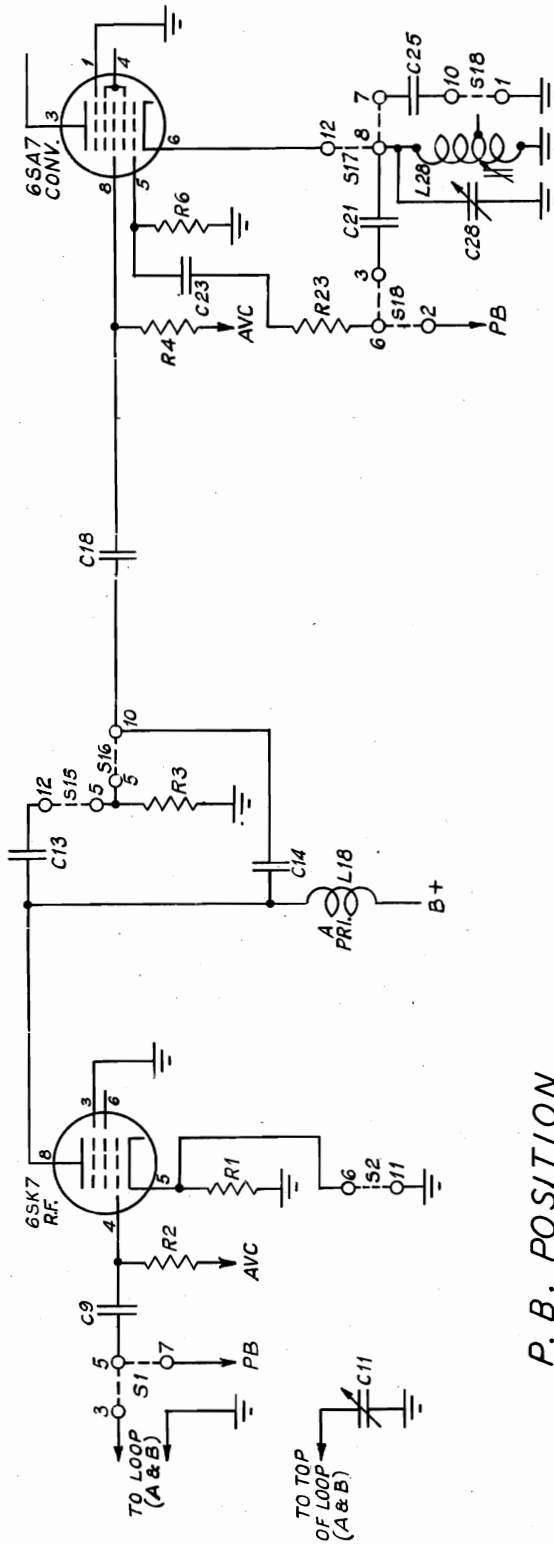 6SK7
R.F.
8
3
6
4
5
C9
R2
AVC
R1
6
S2
11
5
S1
7
3
PB
TO LOOP
(A & B)
TO TOP
OF LOOP
(A & B)
C11
C13
12
S15
5
S16
5
10
R3
C14
A
PRI.
L18
B+
C18
6SA7
CONV.
3
1
4
8
5
6
R4
AVC
R6
C23
R23
6
S18
3
2
PB
C21
12
S17
8
7
C25
10
S18
1
L28
C28
P.B. POSITION